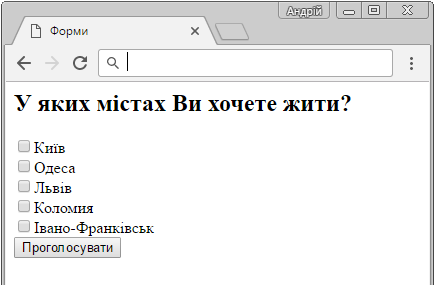 Андрій
Форми
У яких містах Ви хочете жити?
Київ
Одеса
Львів
Коломия
Івано-Франківськ
Проголосувати